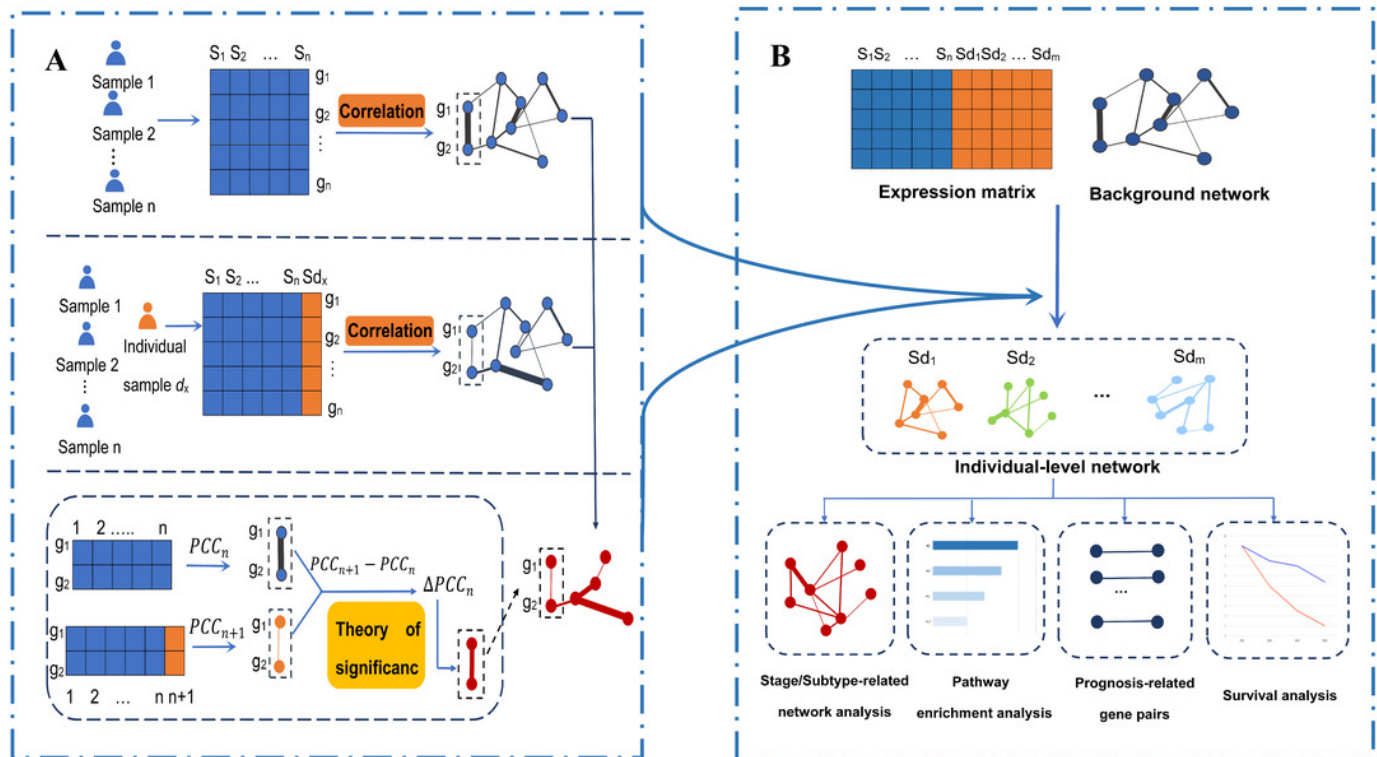 A
S1 S2 ... Sn
g1
g2
⋮
gn
Sample 1
Sample 2
Sample n
Correlation
g1
g2
S1 S2 ... Sn Sdx
g1
g2
⋮
gn
Sample 1
Sample 2
Sample n
Individual
sample dx
Correlation
g1
g2
1 2 ..... n
g1
g2
PCCn
g1
g2
PCCn+1 − PCCn
ΔPCCn
g1
g2
1 2 ... n n+1
PCCn+1
g1
g2
Theory of
significanc
g1
g2
B
S1S2 ... Sn Sd1Sd2 ... Sdm
Expression matrix
Background network
Sd1
Sd2
...
Sdm
Individual-level network
...
Stage/Subtype-related
network analysis
Pathway
enrichment analysis
Prognosis-related
gene pairs
Survival analysis